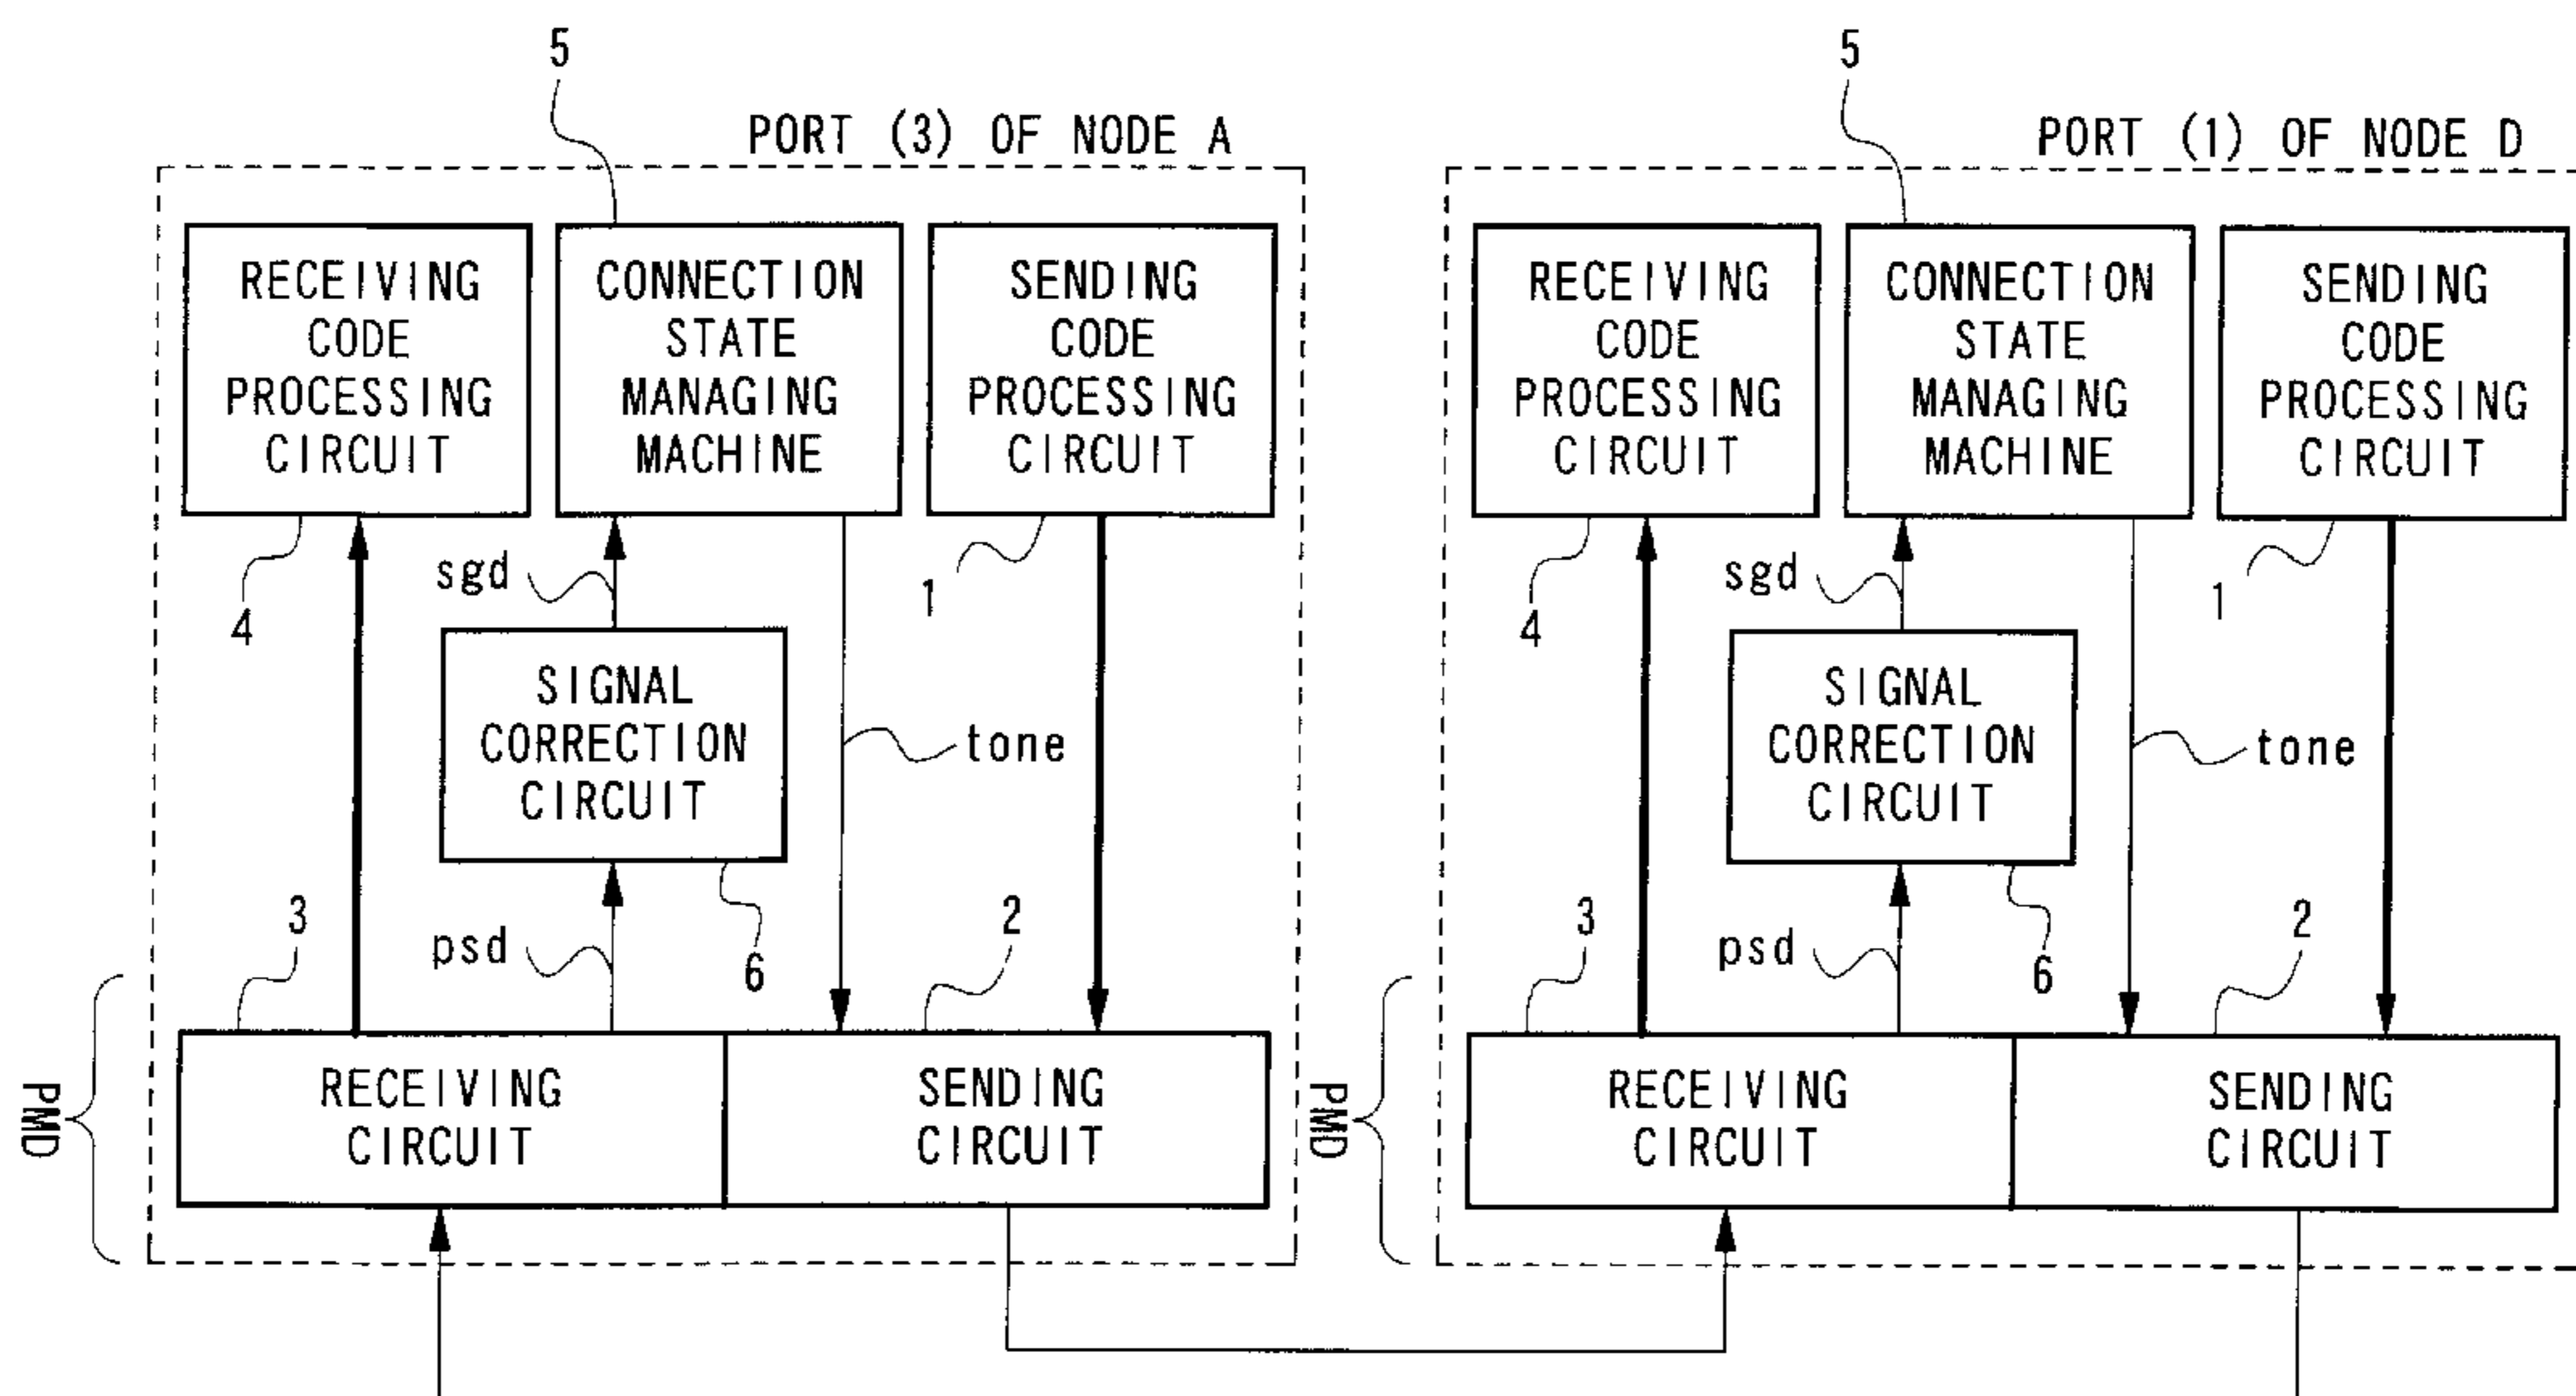 5
PORT (3) OF NODE A
RECEIVING
CODE
PROCESSING
CIRCUIT
CONNECTION
STATE
MANAGING
MACHINE
SENDING
CODE
PROCESSING
CIRCUIT
4
sgd
1
SIGNAL
CORRECTION
CIRCUIT
tone
3
psd
6
2
PMD
RECEIVING
CIRCUIT
SENDING
CIRCUIT
5
PORT (1) OF NODE D
RECEIVING
CODE
PROCESSING
CIRCUIT
CONNECTION
STATE
MANAGING
MACHINE
SENDING
CODE
PROCESSING
CIRCUIT
4
sgd
1
SIGNAL
CORRECTION
CIRCUIT
tone
3
psd
6
2
PMD
RECEIVING
CIRCUIT
SENDING
CIRCUIT